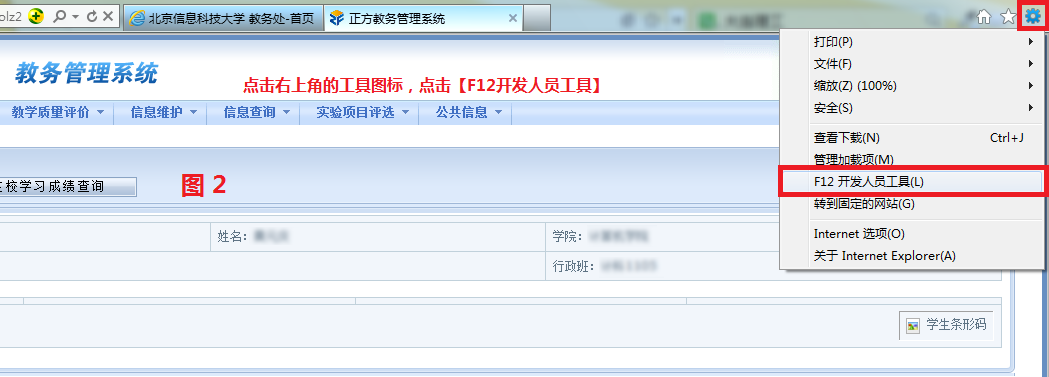 olz2
北京信息科技大学 教务处-首页
正方教务管理系统
教务管理系统
点击右上角的工具图标，点击【F12开发人员工具】
教学质量评价
信息维护
信息查询
实验项目评选
公共信息
校学习成绩查询
图 2
姓名：
学院：
行政班：
学生条形码
打印(P)
文件(F)
缩放(Z) (100%)
安全(S)
查看下载(N) Ctrl+J
管理加载项(M)
F12 开发人员工具(L)
转到固定的网站(G)
Internet 选项(O)
关于 Internet Explorer(A)